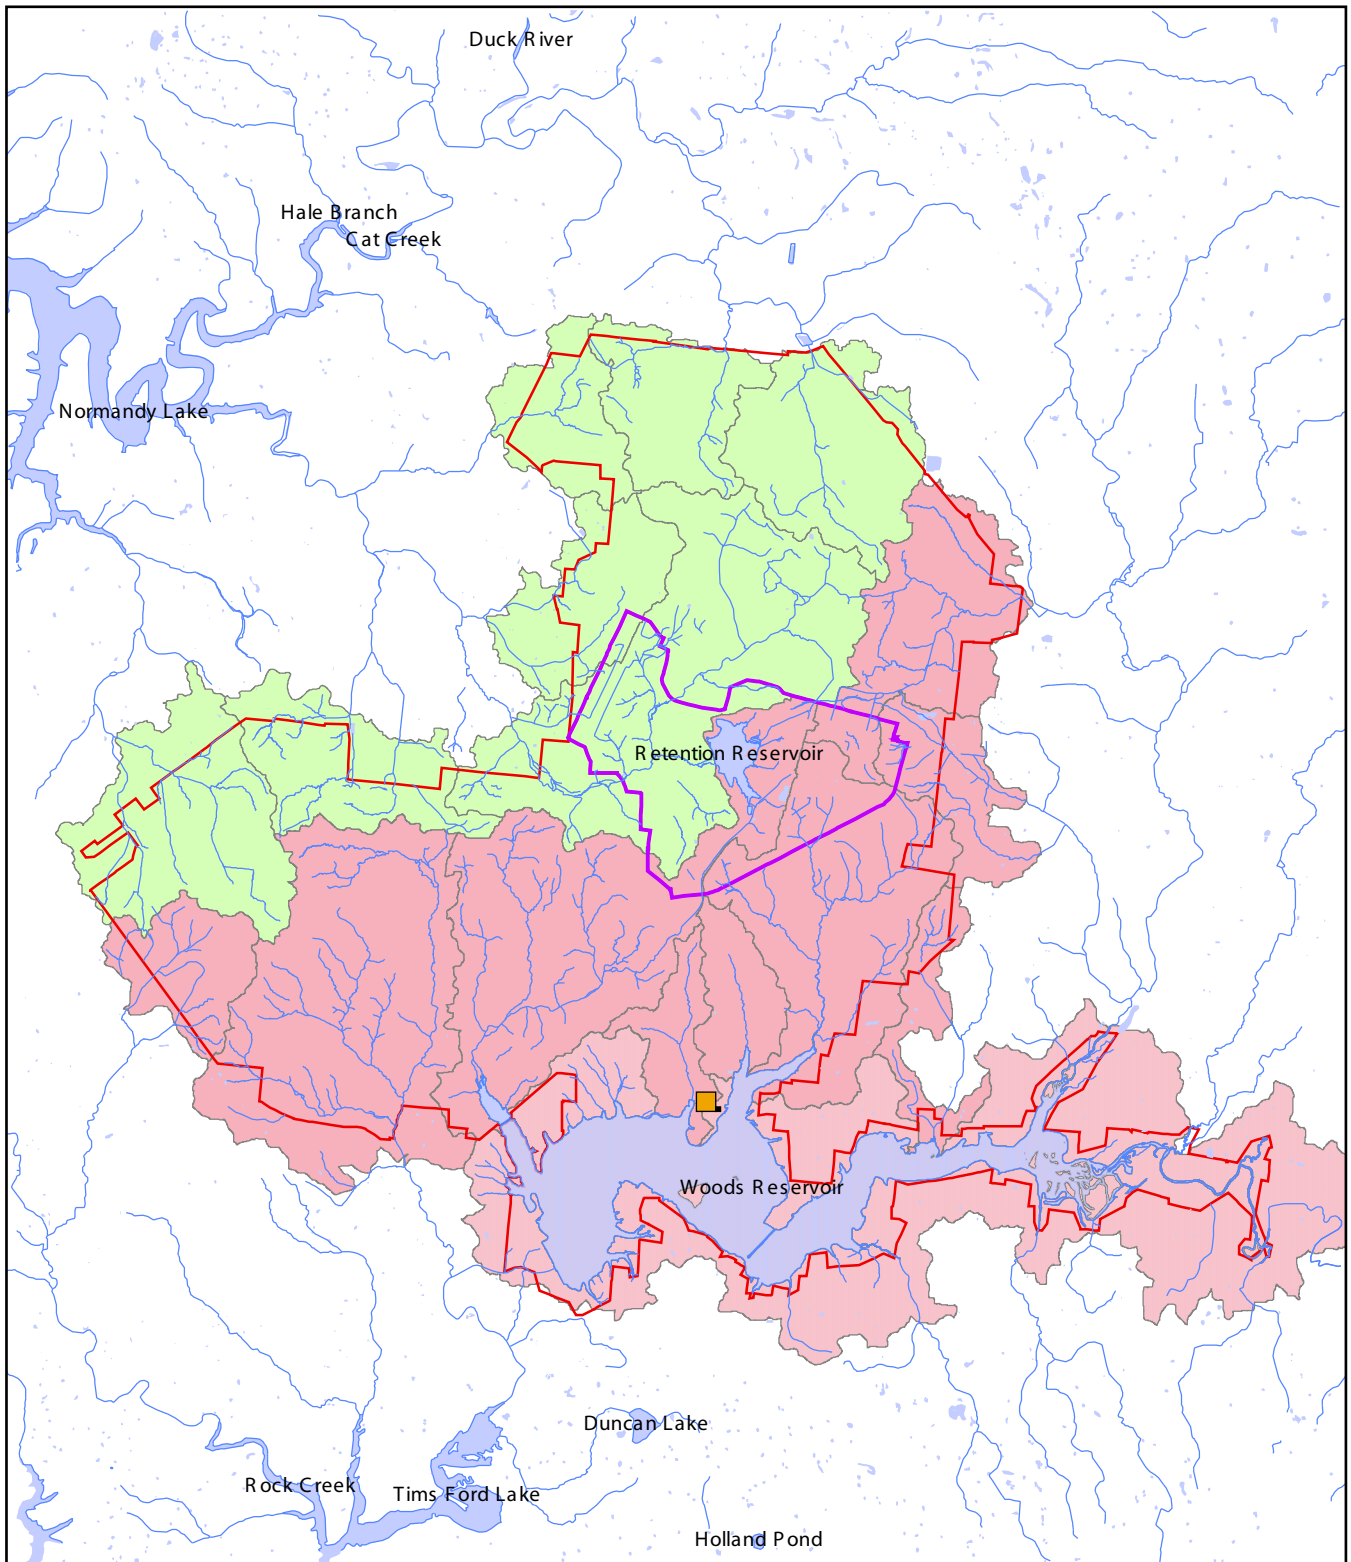 Duck River
Hale Branch
Cat Creek
Normandy Lake
Retention Reservoir
Woods Reservoir
Duncan Lake
Rock Creek
Tims Ford Lake
Holland Pond